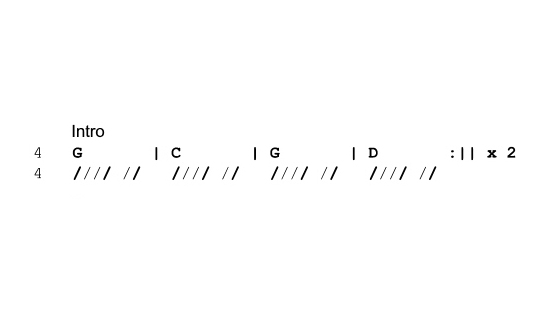 Intro
4 G | C | G | D :|| x 2
4 //// // //// // //// // //// //